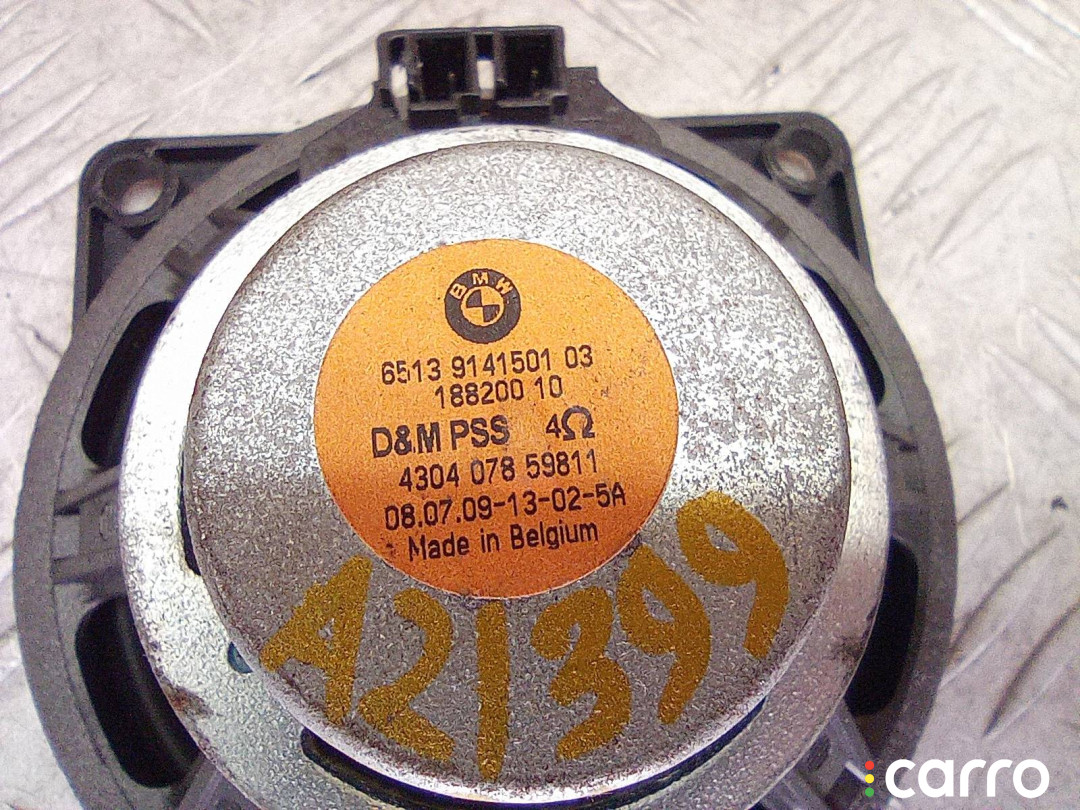 BMW
6513 9141501 03
188200 10
D&M PSS 4Ω
4304 078 59811
08.07.09-13-02-5A
Made in Belgium
A21399
carro